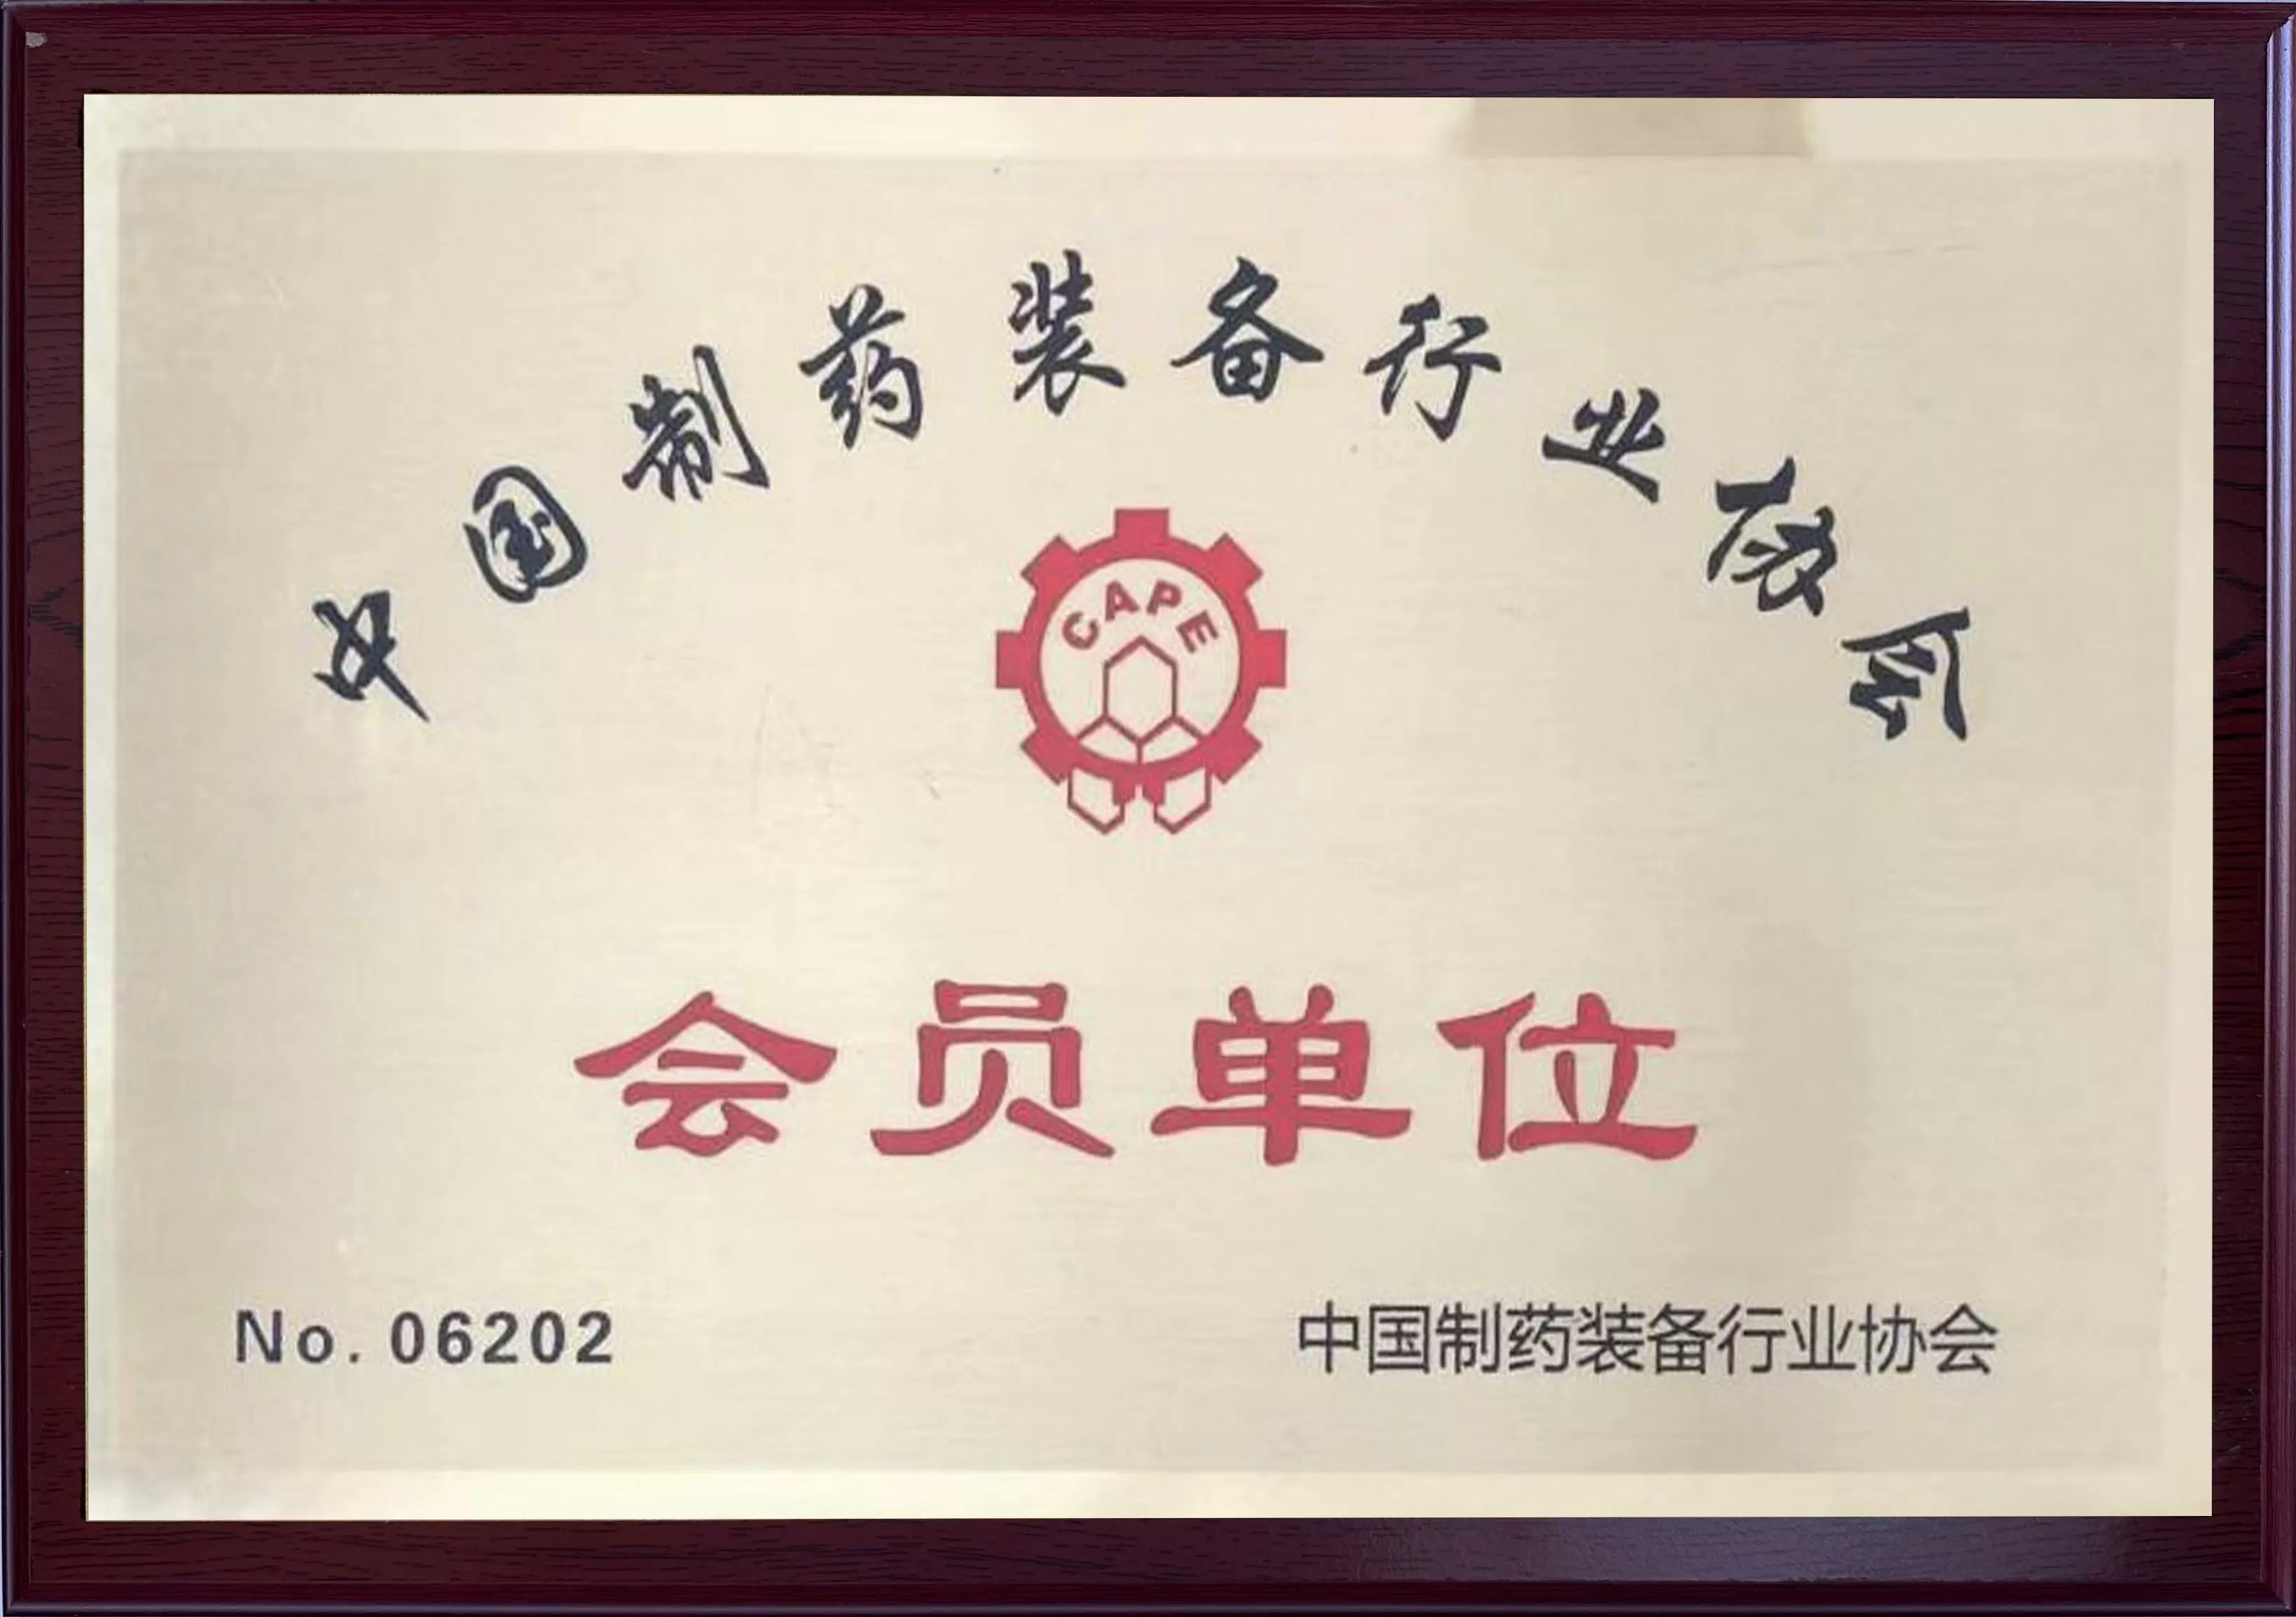 中国制药装备行业协会
CAPE
会员单位
No. 06202
中国制药装备行业协会